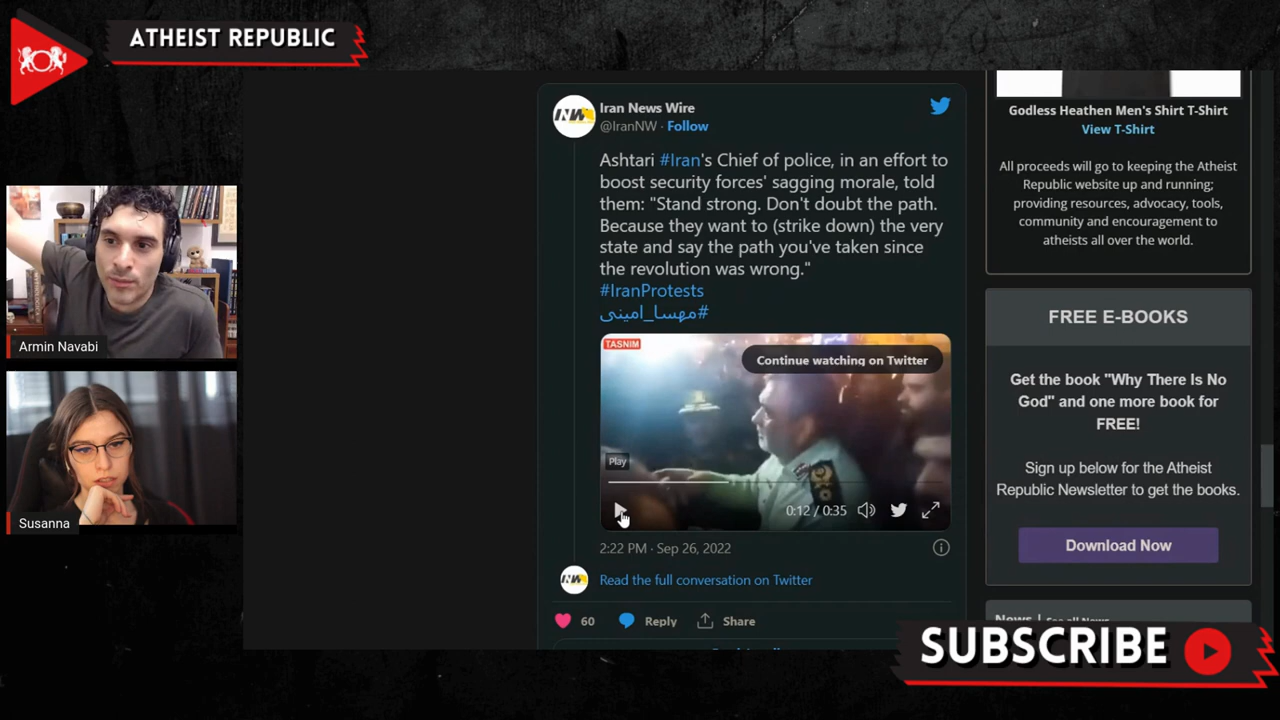 ATHEIST REPUBLIC
Armin Navabi
Susanna
Iran News Wire
@IranNW · Follow
Ashtari #Iran's Chief of police, in an effort to
boost security forces' sagging morale, told
them: "Stand strong. Don't doubt the path.
Because they want to (strike down) the very
state and say the path you've taken since
the revolution was wrong."
#IranProtests
#مهسا_امینی
TASNIM
Continue watching on Twitter
Play
0:12 / 0:35
2:22 PM · Sep 26, 2022
Read the full conversation on Twitter
60
Reply
Share
Godless Heathen Men's Shirt T-Shirt
View T-Shirt
All proceeds will go to keeping the Atheist
Republic website up and running;
providing resources, advocacy, tools,
community and encouragement to
atheists all over the world.
FREE E-BOOKS
Get the book "Why There Is No
God" and one more book for
FREE!
Sign up below for the Atheist
Republic Newsletter to get the books.
Download Now
News | See all News
SUBSCRIBE